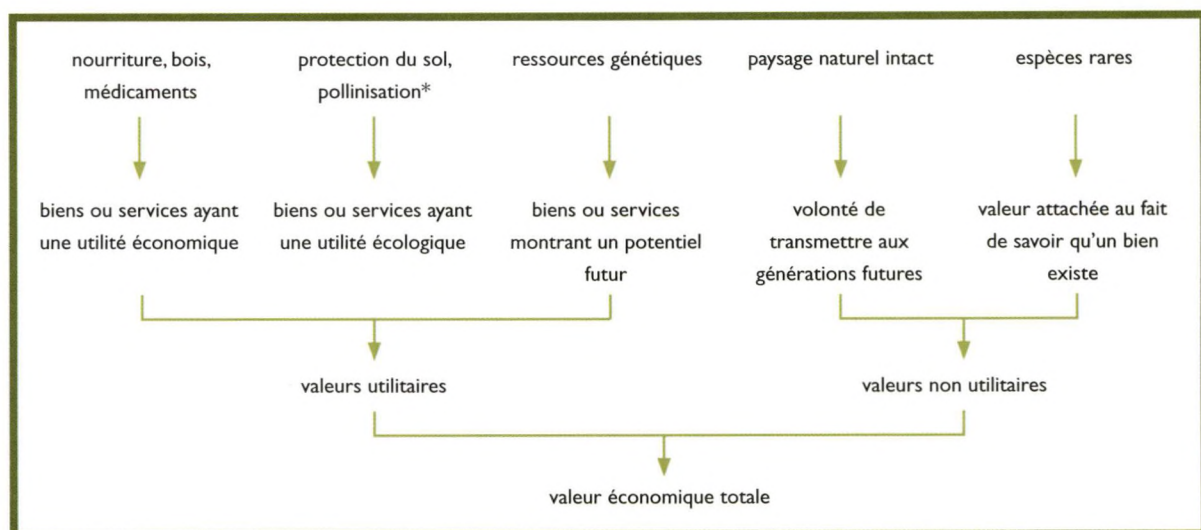 nourriture, bois,
médicaments
protection du sol,
pollinisation*
ressources génétiques
paysage naturel intact
espèces rares
biens ou services ayant
une utilité économique
biens ou services ayant
une utilité écologique
biens ou services
montrant un potentiel
futur
volonté de
transmettre aux
générations futures
valeur attachée au fait
de savoir qu'un bien
existe
valeurs utilitaires
valeurs non utilitaires
valeur économique totale